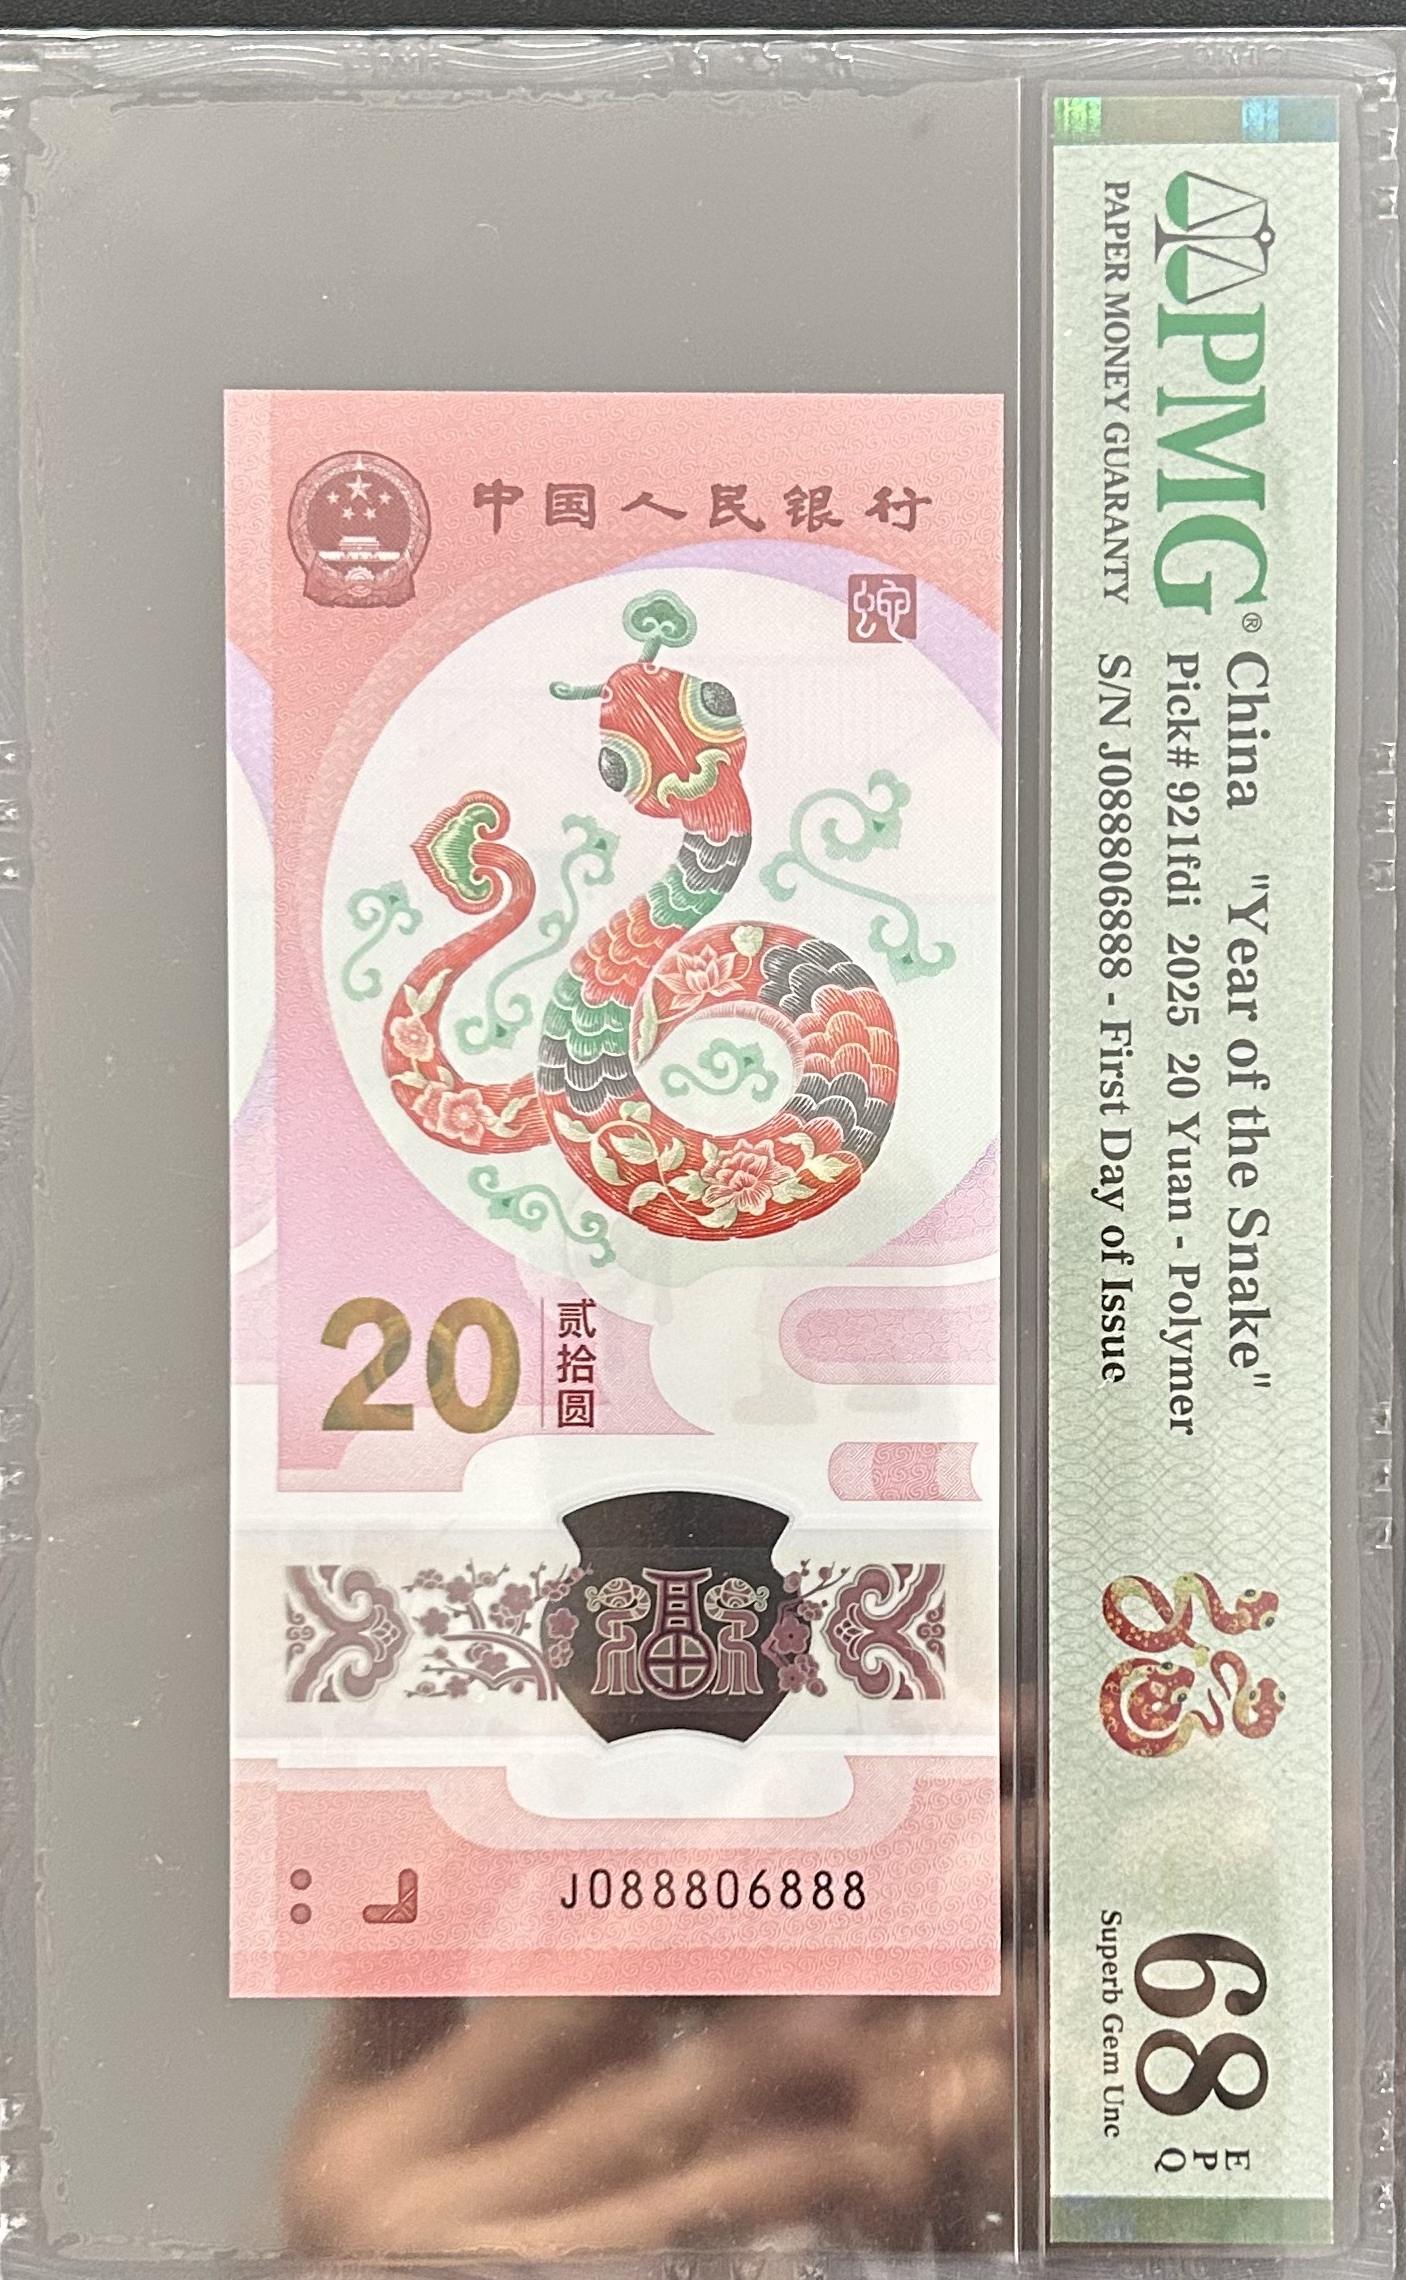 PMG®
PAPER MONEY GUARANTY
China "Year of the Snake"
Pick# 921fdi 2025 20 Yuan - Polymer
S/N J088806888 - First Day of Issue
68
EPQ
Superb Gem Unc
中国人民银行
蛇
20
贰拾圆
J088806888